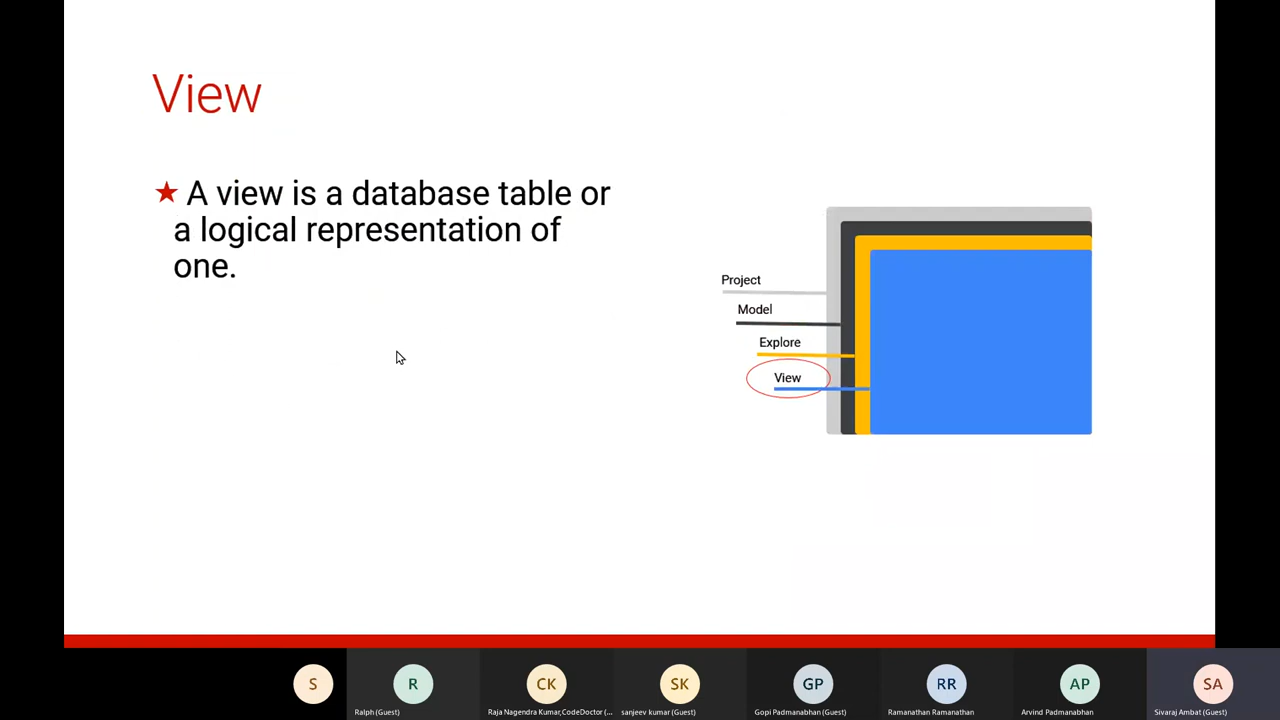 View
★ A view is a database table or
a logical representation of
one.
Project
Model
Explore
View
S
R
CK
SK
GP
RR
AP
SA
Ralph (Guest)
Raja Nagendra Kumar,CodeDoctor (...
sanjeev kumar (Guest)
Gopi Padmanabhan (Guest)
Ramanathan Ramanathan
Arvind Padmanabhan
Sivaraj Ambat (Guest)